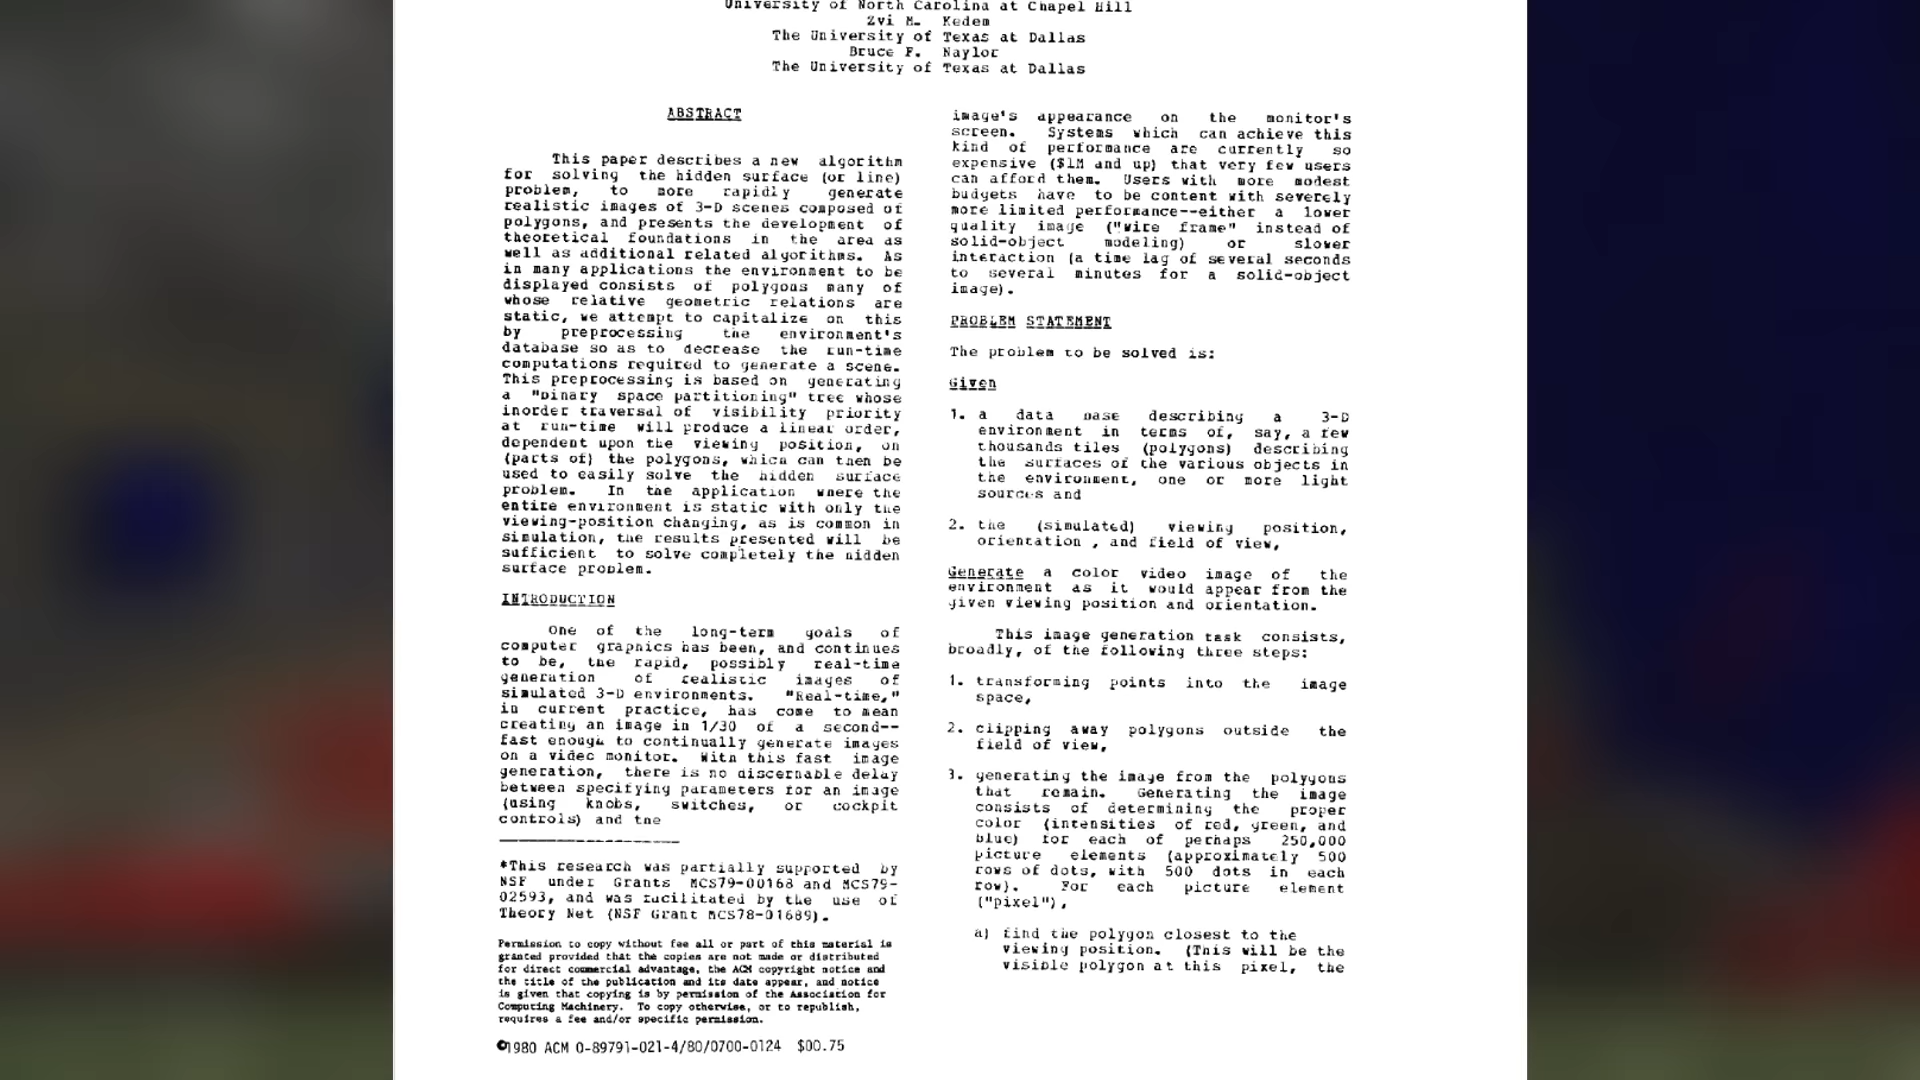 University of North Carolina at Chapel Hill
Zvi M. Kedem
The University of Texas at Dallas
Bruce F. Naylor
The University of Texas at Dallas
ABSTRACT
This paper describes a new algorithm
for solving the hidden surface (or line)
problem, to more rapidly generate
realistic images of 3-D scenes composed of
polygons, and presents the development of
theoretical foundations in the area as
well as additional related algorithms. As
in many applications the environment to be
displayed consists of polygons many of
whose relative geometric relations are
static, we attempt to capitalize on this
by preprocessing the environment's
database so as to decrease the run-time
computations required to generate a scene.
This preprocessing is based on generating
a "binary space partitioning" tree whose
inorder traversal of visibility priority
at run-time will produce a linear order,
dependent upon the viewing position, on
(parts of) the polygons, which can then be
used to easily solve the hidden surface
problem. In the application where the
entire environment is static with only the
viewing-position changing, as is common in
simulation, the results presented will be
sufficient to solve completely the hidden
surface problem.
INTRODUCTION
One of the long-term goals of
computer graphics has been, and continues
to be, the rapid, possibly real-time
generation of realistic images of
simulated 3-D environments. "Real-time,"
in current practice, has come to mean
creating an image in 1/30 of a second--
fast enough to continually generate images
on a video monitor. With this fast image
generation, there is no discernable delay
between specifying parameters for an image
(using knobs, switches, or cockpit
controls) and the
*This research was partially supported by
NSF under Grants MCS79-00168 and MCS79-
02593, and was facilitated by the use of
Theory Net (NSF Grant MCS78-01689).
Permission to copy without fee all or part of this material is
granted provided that the copies are not made or distributed
for direct commercial advantage, the ACM copyright notice and
the title of the publication and its date appear, and notice
is given that copying is by permission of the Association for
Computing Machinery. To copy otherwise, or to republish,
requires a fee and/or specific permission.
©1980 ACM 0-89791-021-4/80/0700-0124 $00.75
image's appearance on the monitor's
screen. Systems which can achieve this
kind of performance are currently so
expensive ($1M and up) that very few users
can afford them. Users with more modest
budgets have to be content with severely
more limited performance--either a lower
quality image ("wire frame" instead of
solid-object modeling) or slower
interaction (a time lag of several seconds
to several minutes for a solid-object
image).
PROBLEM STATEMENT
The problem to be solved is:
Given
1. a data base describing a 3-D
environment in terms of, say, a few
thousands tiles (polygons) describing
the surfaces of the various objects in
the environment, one or more light
sources and
2. the (simulated) viewing position,
orientation , and field of view,
Generate a color video image of the
environment as it would appear from the
given viewing position and orientation.
This image generation task consists,
broadly, of the following three steps:
1. transforming points into the image
space,
2. clipping away polygons outside the
field of view,
3. generating the image from the polygons
that remain. Generating the image
consists of determining the proper
color (intensities of red, green, and
blue) for each of perhaps 250,000
picture elements (approximately 500
rows of dots, with 500 dots in each
row). For each picture element
("pixel"),
a) find the polygon closest to the
viewing position. (This will be the
visible polygon at this pixel, the